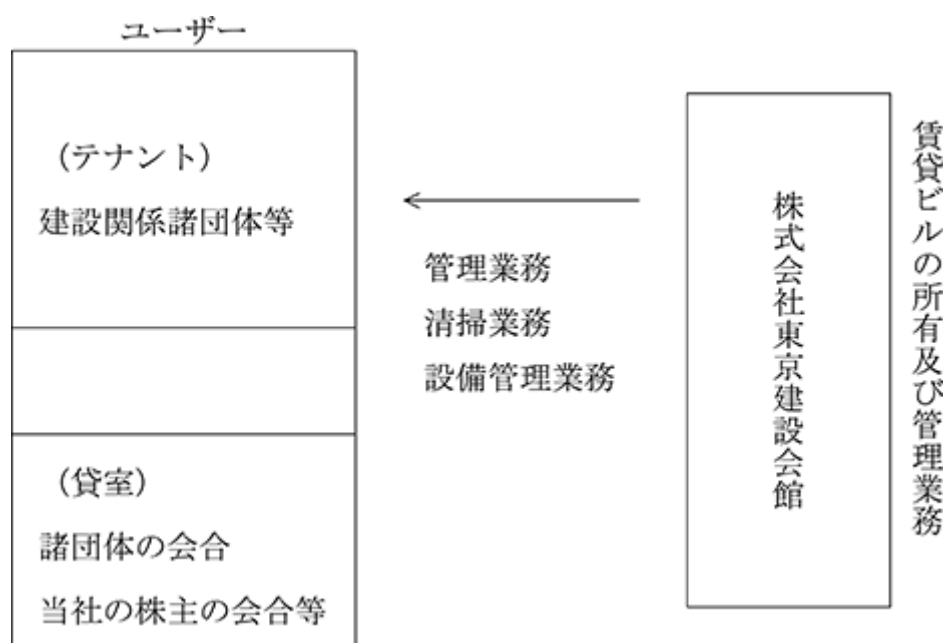 ユーザー
（テナント）
建設関係諸団体等
（貸室）
諸団体の会合
当社の株主の会合等
管理業務
清掃業務
設備管理業務
株式会社東京建設会館
賃貸ビルの所有及び管理業務